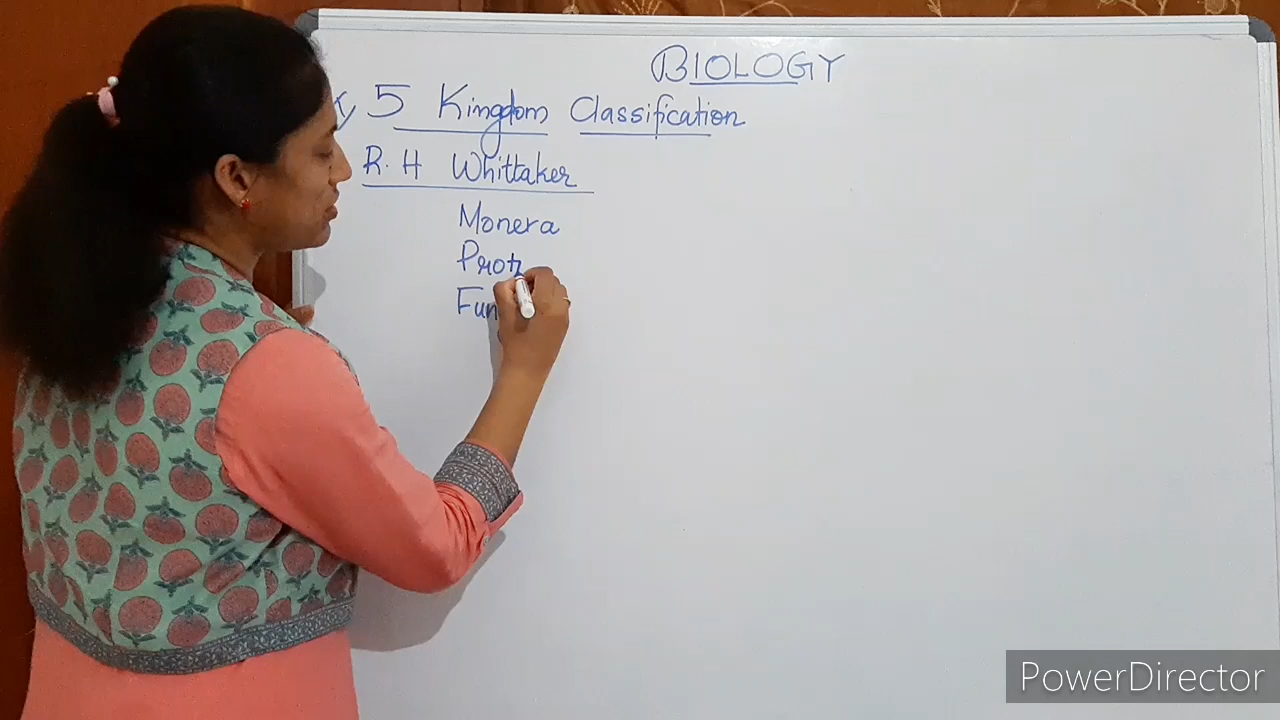 BIOLOGY
5 Kingdom Classification
R. H Whittaker
Monera
Prot
Fun
PowerDirector